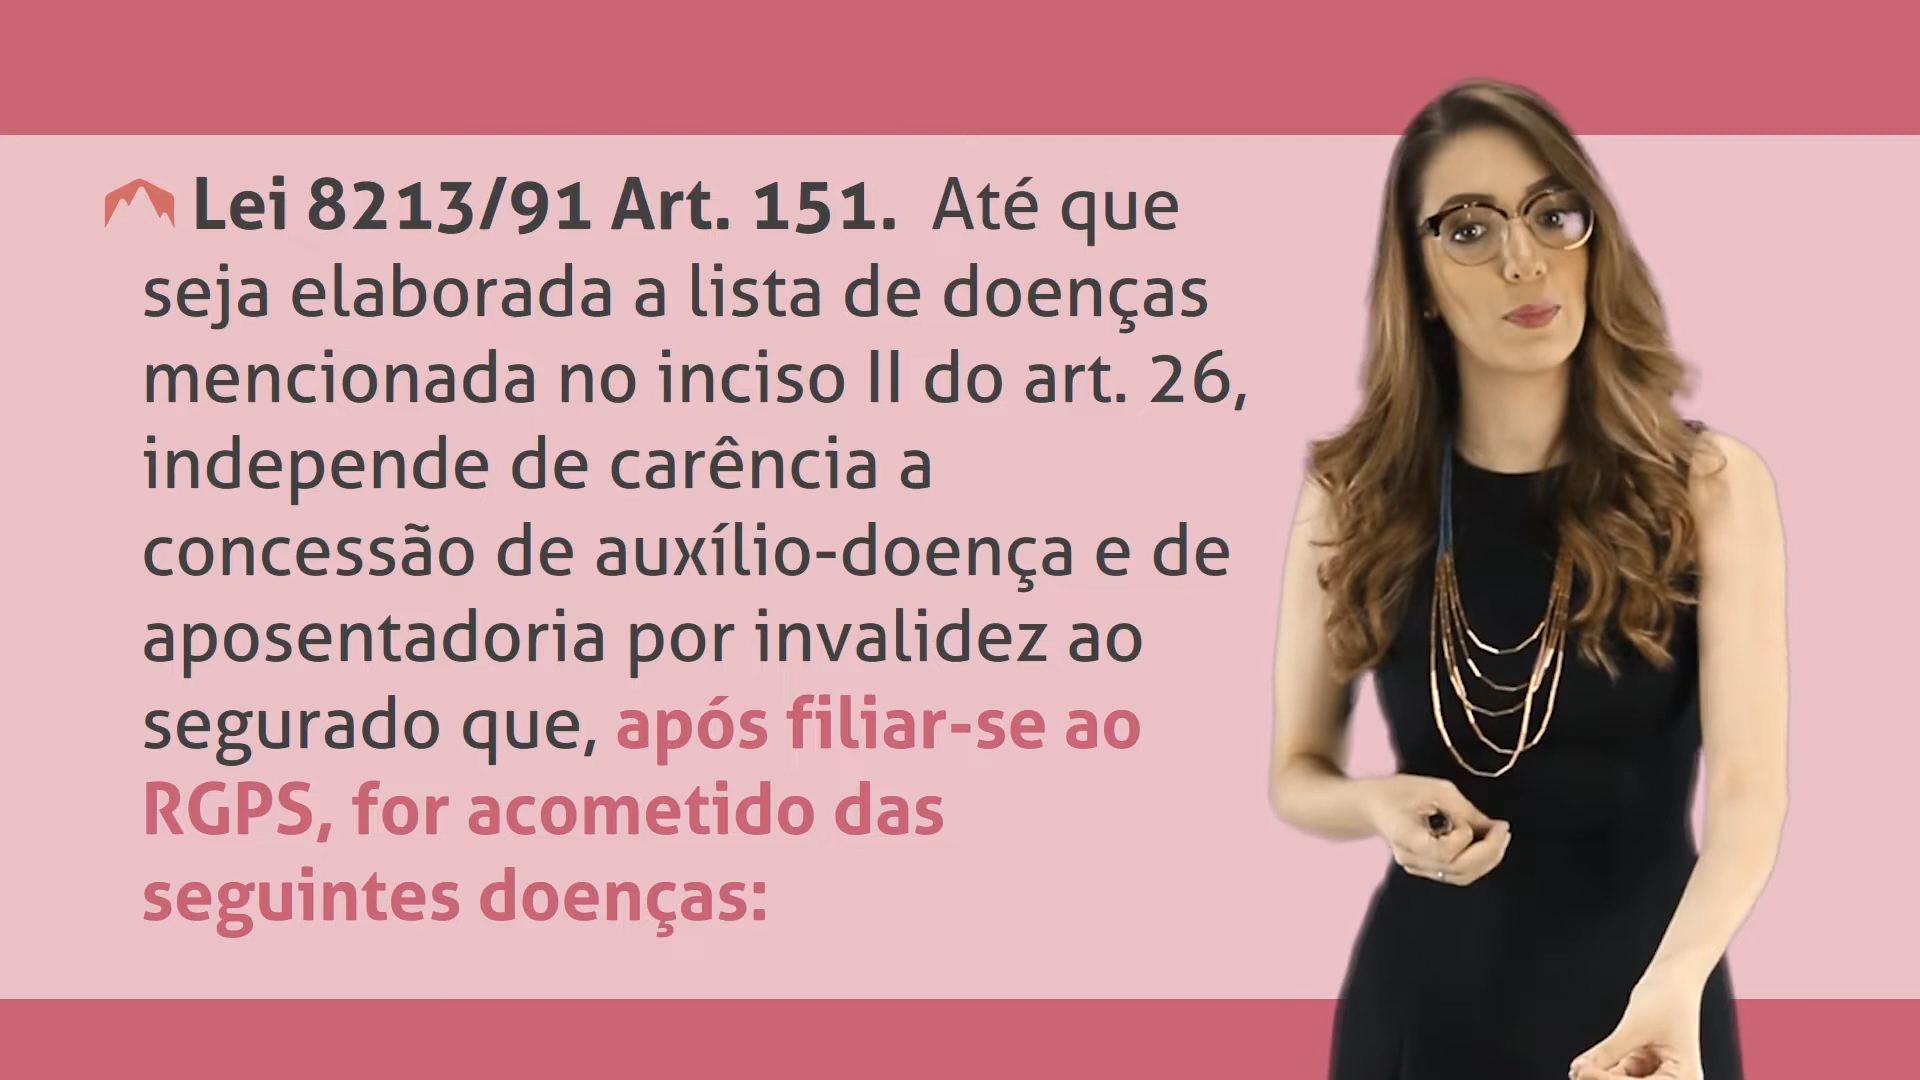 Lei 8213/91 Art. 151. Até que
seja elaborada a lista de doenças
mencionada no inciso II do art. 26,
independe de carência a
concessão de auxílio-doença e de
aposentadoria por invalidez ao
segurado que, após filiar-se ao
RGPS, for acometido das
seguintes doenças: